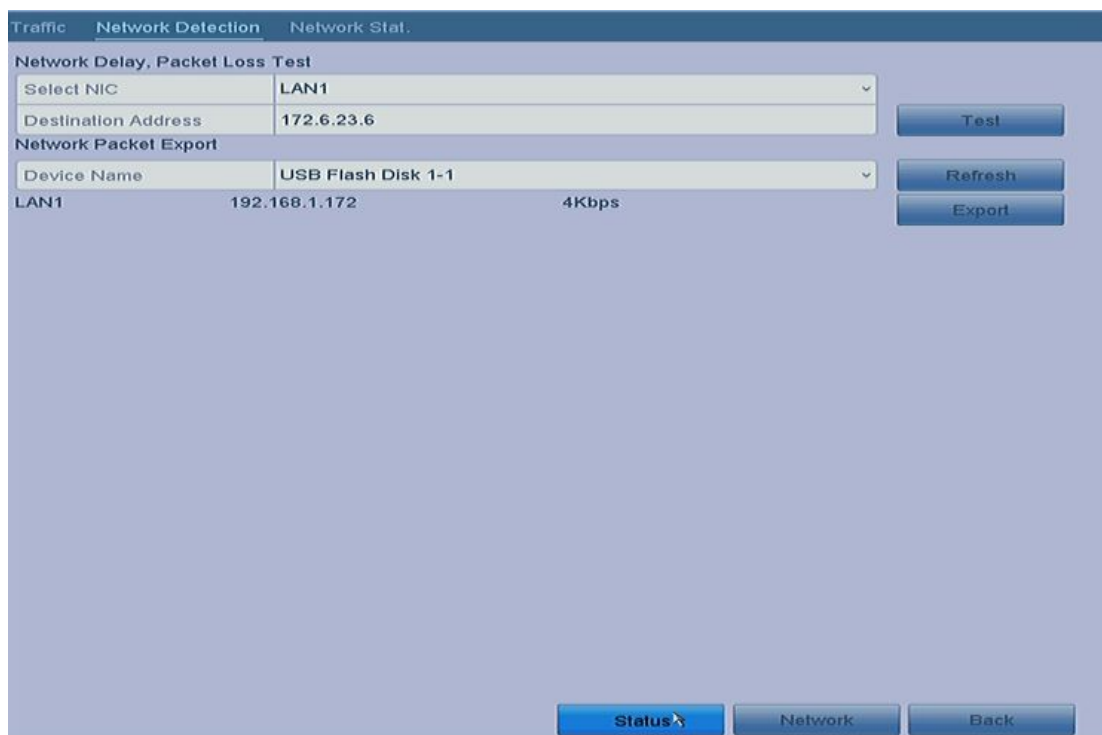 Traffic Network Detection Network Stat.
Network Delay, Packet Loss Test
Select NIC LAN1
Destination Address 172.6.23.6 Test
Network Packet Export
Device Name USB Flash Disk 1-1 Refresh
LAN1 192.168.1.172 4Kbps Export
Status Network Back